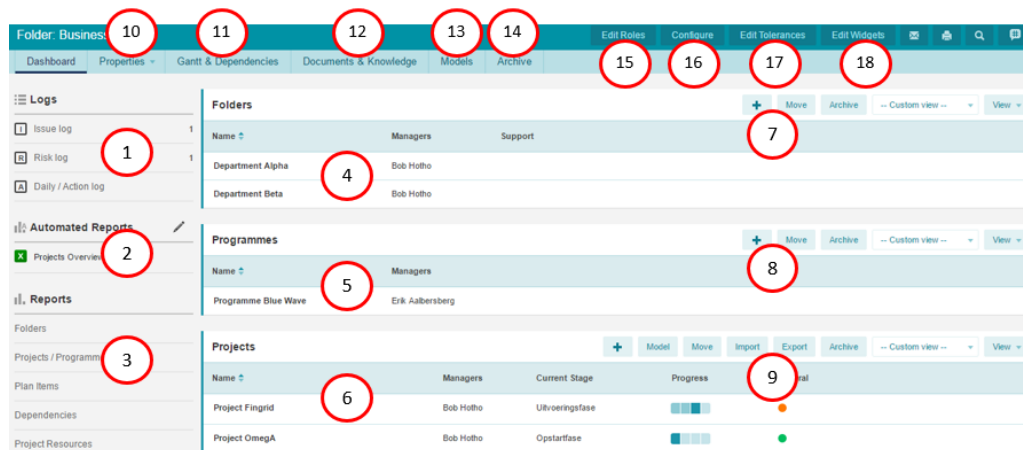 Folder: Business
10
11
12
13
14
Edit Roles
Configure
Edit Tolerances
Edit Widgets
Dashboard
Properties
Gantt & Dependencies
Documents & Knowledge
Models
Archive
15
16
17
18
Logs
I Issue log 1
R Risk log 1
A Daily / Action log
1
Automated Reports
X Projects Overview
2
Reports
Folders
Projects / Programm
Plan Items
Dependencies
Project Resources
3
Folders
+ Move Archive -- Custom view -- View
7
Name Managers Support
Department Alpha Bob Hotho
Department Beta Bob Hotho
4
Programmes
+ Move Archive -- Custom view -- View
8
Name Managers
Programme Blue Wave Erik Aalbersberg
5
Projects
+ Model Move Import Export Archive -- Custom view -- View
9
Name Managers Current Stage Progress
Project Fingrid Bob Hotho Uitvoeringsfase
Project OmegA Bob Hotho Opstartfase
6